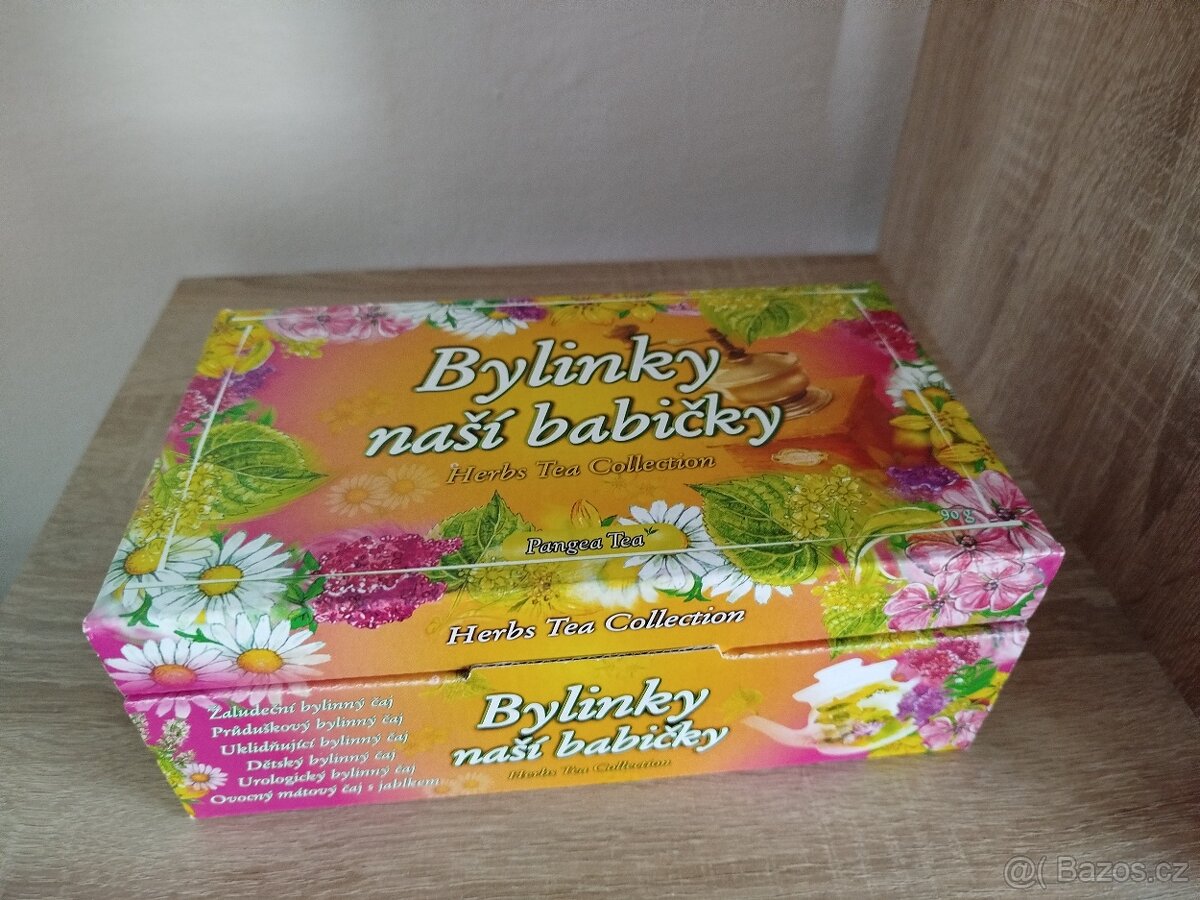 Bylinky
naší babičky
Herbs Tea Collection
90 g
Pangea Tea
Herbs Tea Collection
Bylinky
naší babičky
Herbs Tea Collection
Žaludeční bylinný čaj
Průduškový bylinný čaj
Uklidňující bylinný čaj
Dětský bylinný čaj
Urologický bylinný čaj
Ovocný mátový čaj s jablkem
@( Bazos.cz